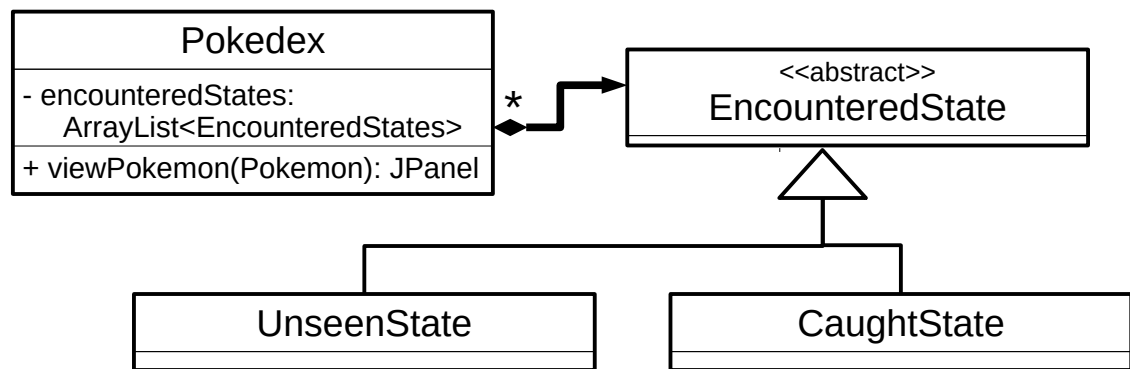 Pokedex
- encounteredStates:
ArrayList<EncounteredStates>
+ viewPokemon(Pokemon): JPanel
*
<<abstract>>
EncounteredState
UnseenState
CaughtState